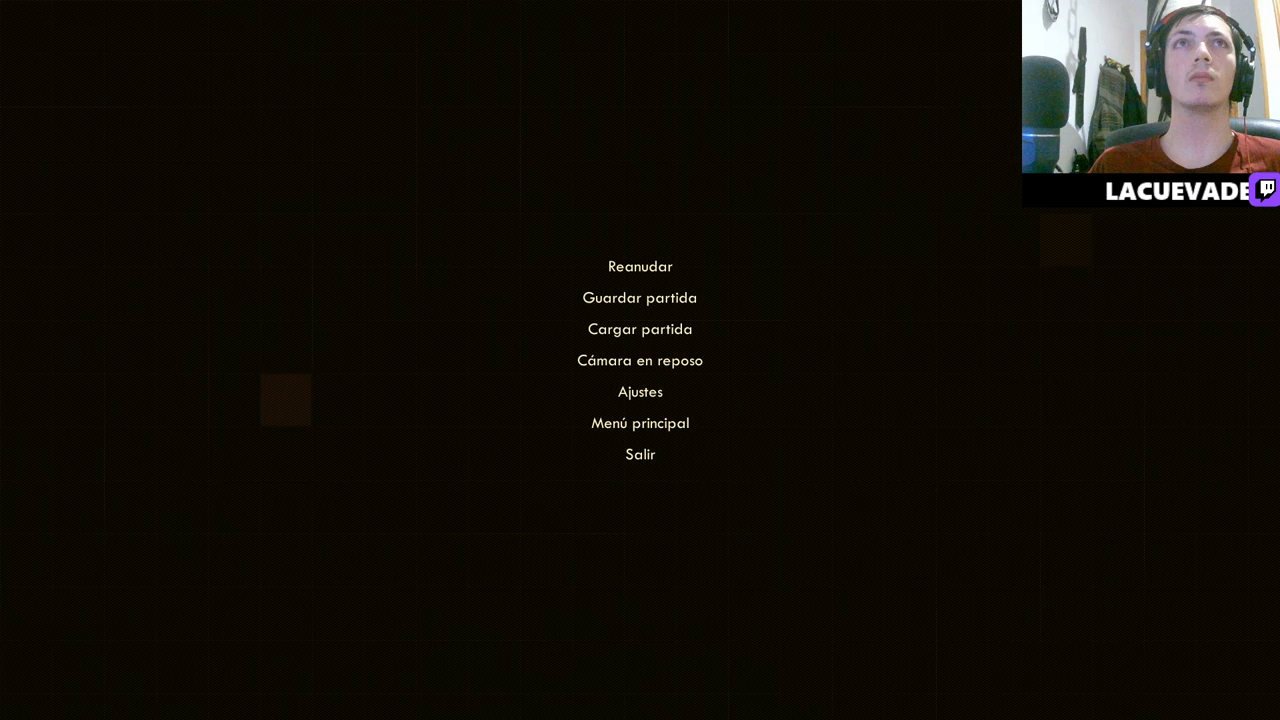 LACUEVADE
Reanudar
Guardar partida
Cargar partida
Cámara en reposo
Ajustes
Menú principal
Salir